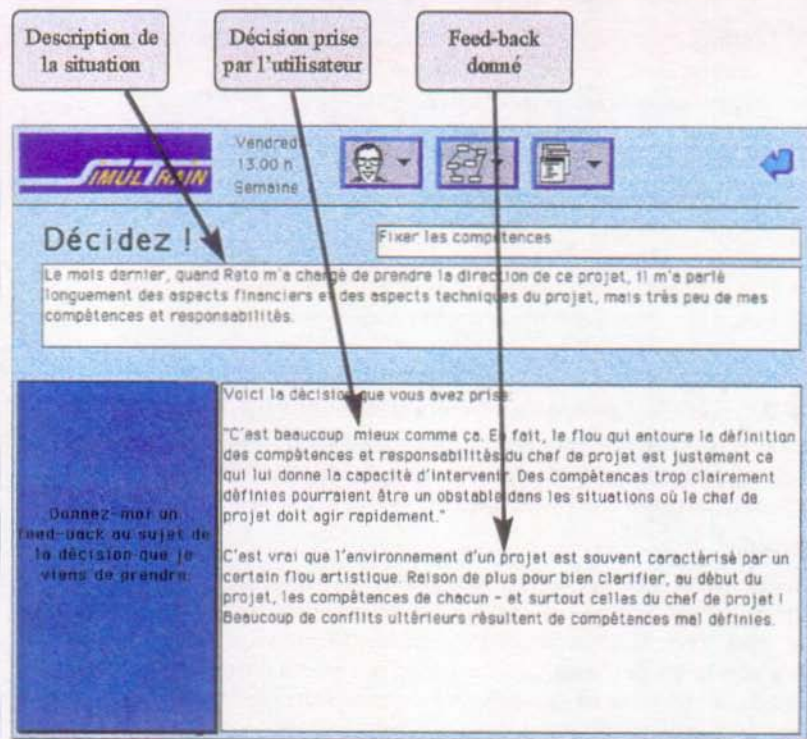 Description de
la situation
Décision prise
par l'utilisateur
Feed-back
donné
SIMULTRAIN
Vendredi
13.00 h
Semaine
Décidez !
Fixer les compétences
Le mois dernier, quand Reto m'a chargé de prendre la direction de ce projet, il m'a parlé
longuement des aspects financiers et des aspects techniques du projet, mais très peu de mes
compétences et responsabilités.
Donnez-moi un
feed-back au sujet de
la décision que je
viens de prendre.
Voici la décision que vous avez prise:
"C'est beaucoup mieux comme ça. En fait, le flou qui entoure la définition
des compétences et responsabilités du chef de projet est justement ce
qui lui donne la capacité d'intervenir. Des compétences trop clairement
définies pourraient être un obstable dans les situations où le chef de
projet doit agir rapidement."
C'est vrai que l'environnement d'un projet est souvent caractérisé par un
certain flou artistique. Raison de plus pour bien clarifier, au début du
projet, les compétences de chacun - et surtout celles du chef de projet !
Beaucoup de conflits ultérieurs résultent de compétences mal définies.